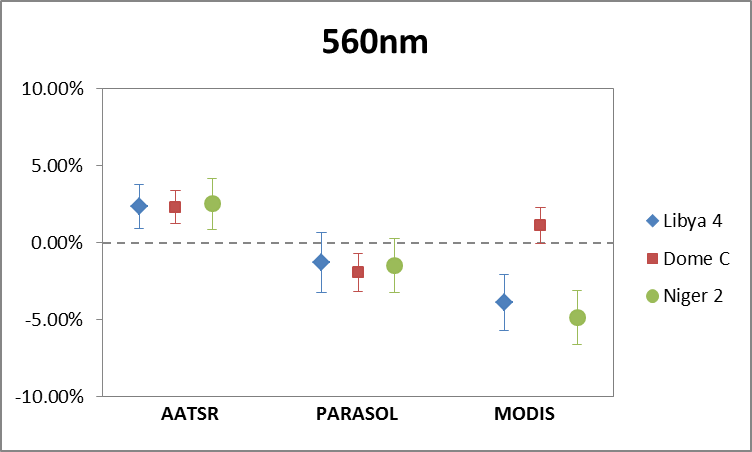 560nm
10.00%
5.00%
0.00%
-5.00%
-10.00%
AATSR PARASOL MODIS
Libya 4
Dome C
Niger 2